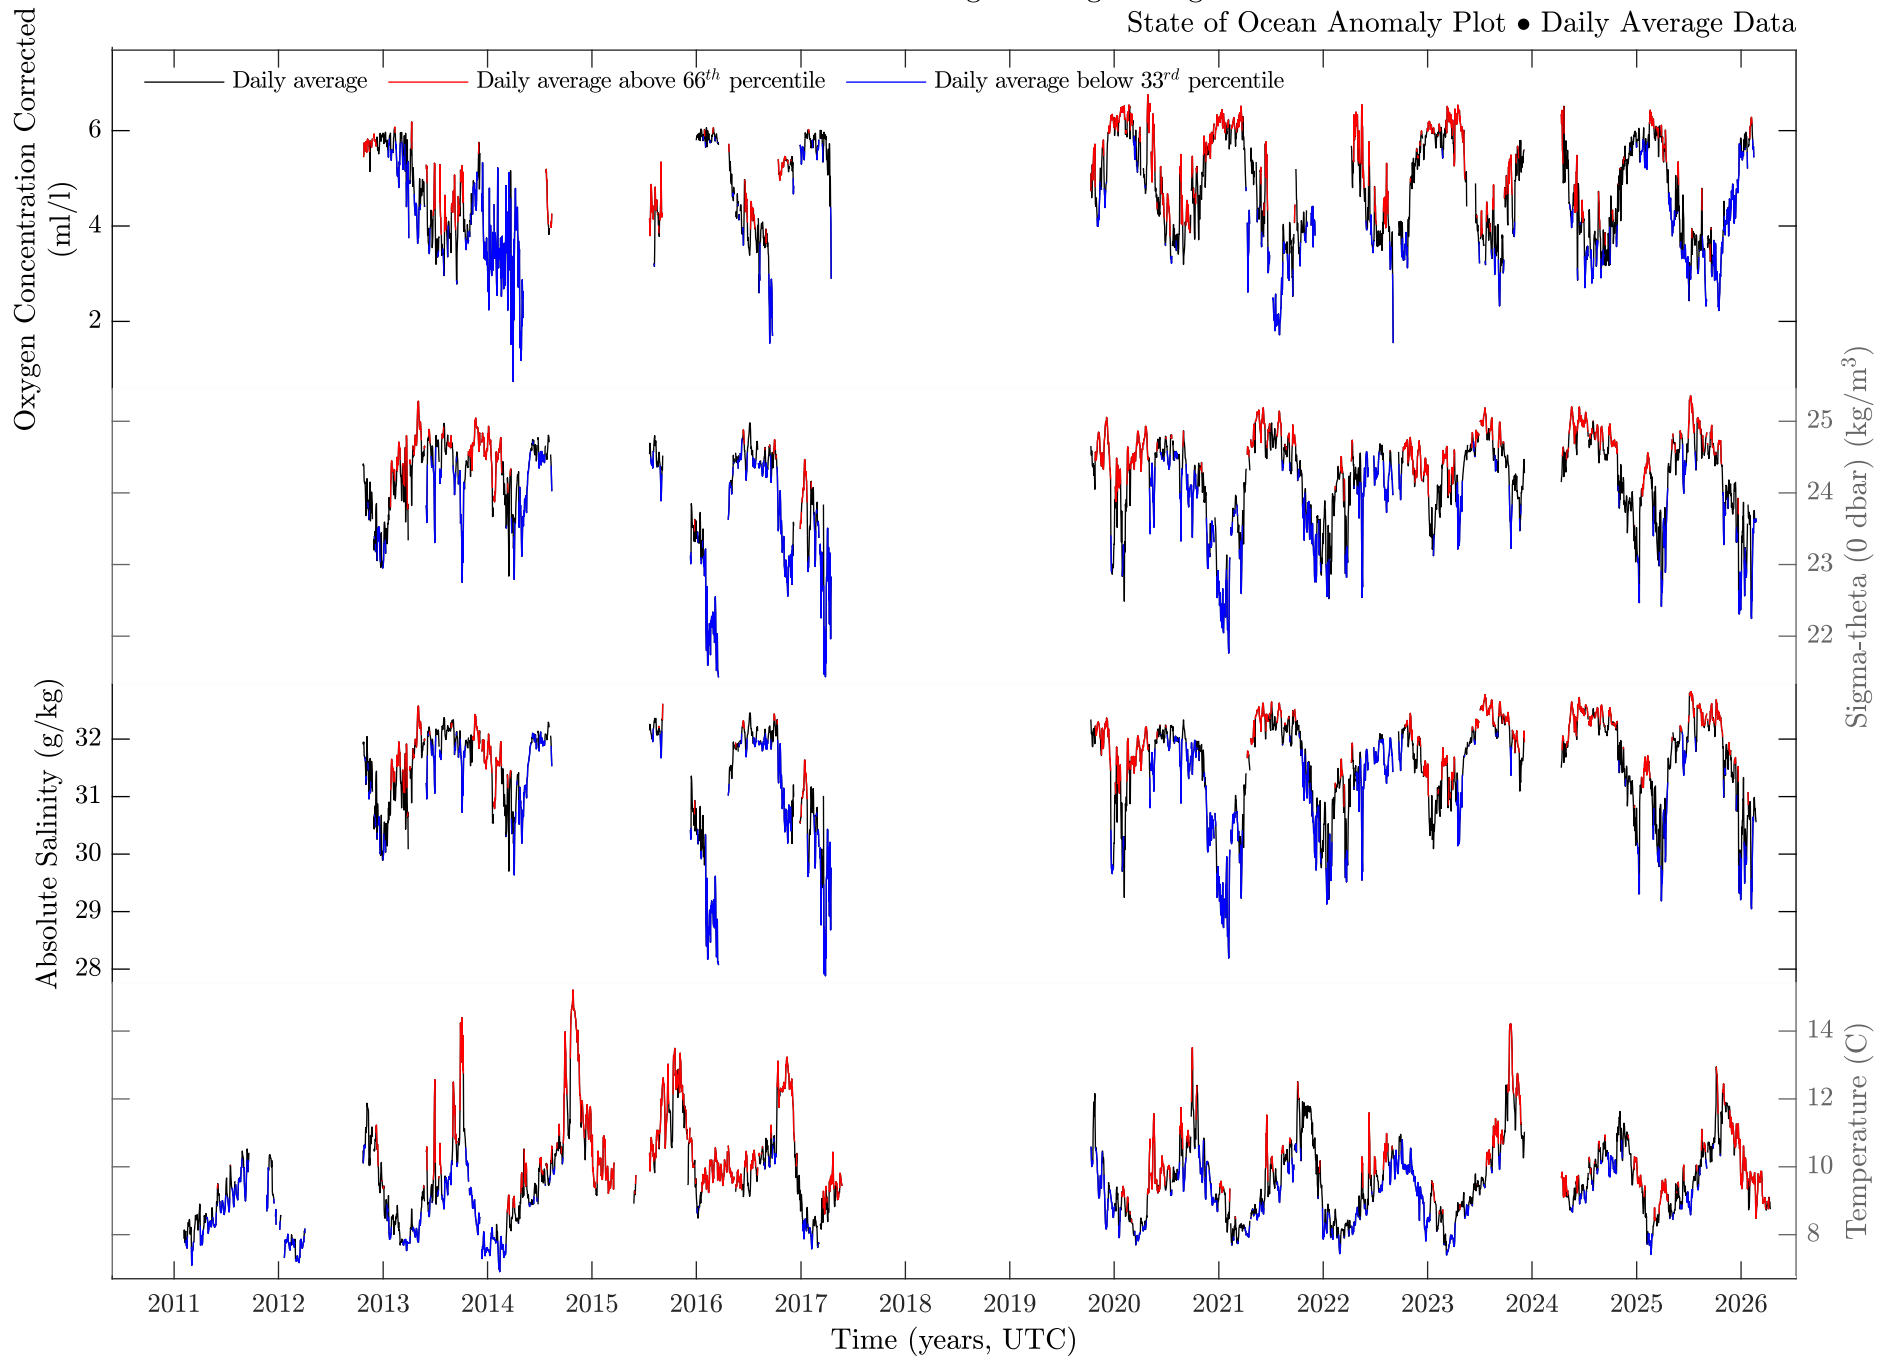 State of Ocean Anomaly Plot • Daily Average Data
Daily average
Daily average above 66th percentile
Daily average below 33rd percentile
Oxygen Concentration Corrected
(ml/l)
6
4
2
Sigma-theta (0 dbar) (kg/m3)
25
24
23
22
Absolute Salinity (g/kg)
32
31
30
29
28
Temperature (C)
14
12
10
8
2011 2012 2013 2014 2015 2016 2017 2018 2019 2020 2021 2022 2023 2024 2025 2026
Time (years, UTC)